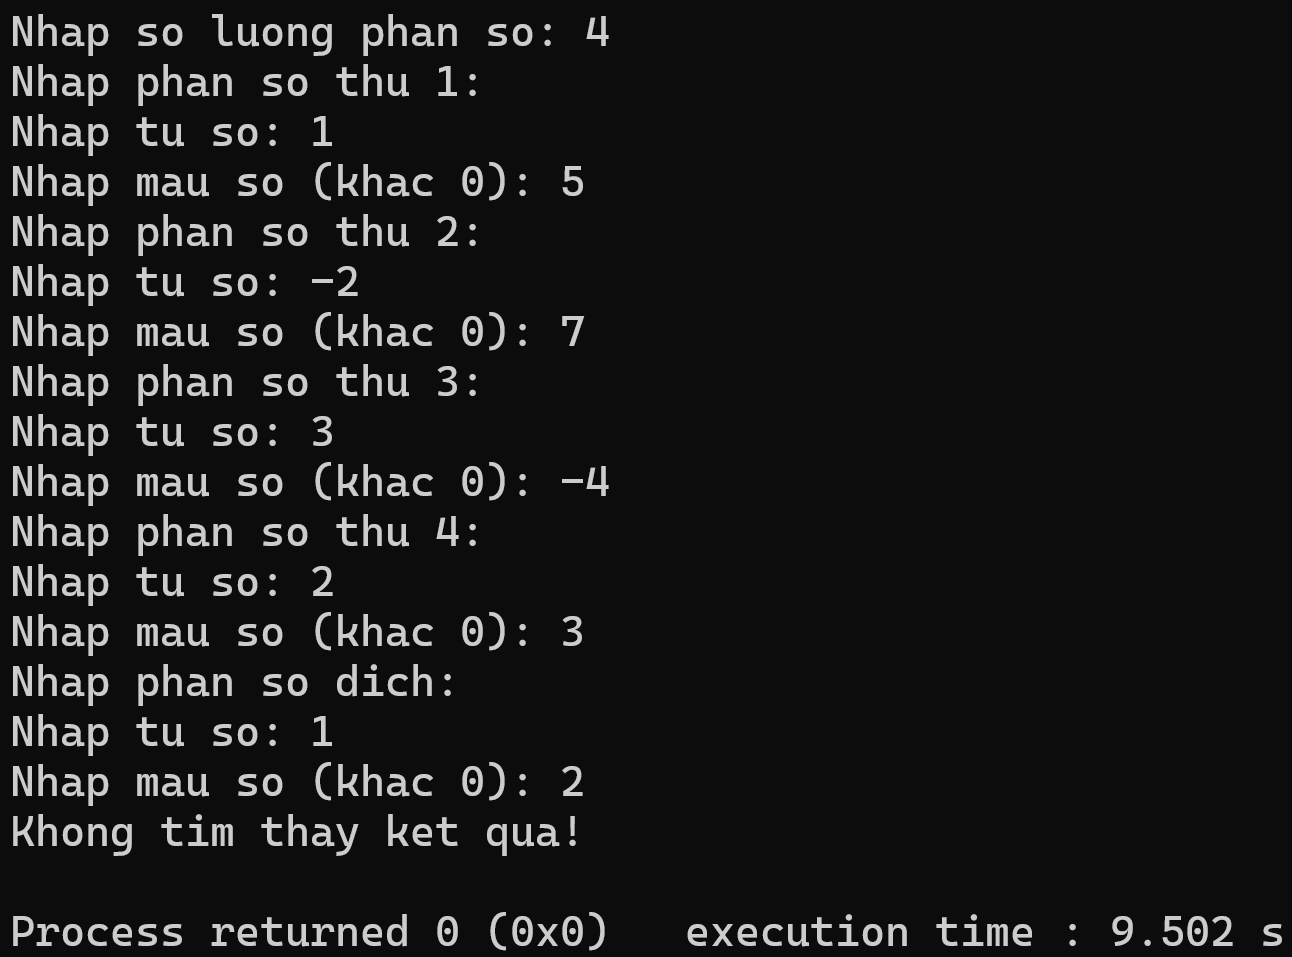 Nhap so luong phan so: 4
Nhap phan so thu 1:
Nhap tu so: 1
Nhap mau so (khac 0): 5
Nhap phan so thu 2:
Nhap tu so: -2
Nhap mau so (khac 0): 7
Nhap phan so thu 3:
Nhap tu so: 3
Nhap mau so (khac 0): -4
Nhap phan so thu 4:
Nhap tu so: 2
Nhap mau so (khac 0): 3
Nhap phan so dich:
Nhap tu so: 1
Nhap mau so (khac 0): 2
Khong tim thay ket qua!

Process returned 0 (0x0)   execution time : 9.502 s